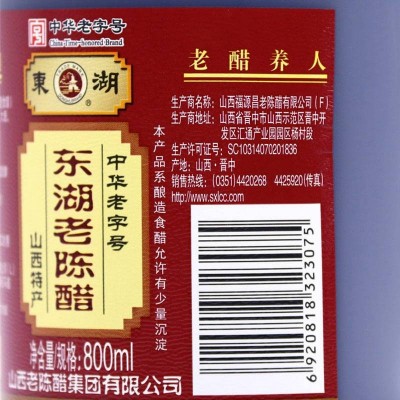 中华老字号
China Time-honored Brand
東湖
®
中华老字号
东湖老陈醋
山西特产
净含量/规格:800ml
山西老陈醋集团有限公司
老醋养人
生产商名称:山西福源昌老陈醋有限公司(F)
生产商地址:山西省晋中市山西示范区晋中开
发区汇通产业园园区杨村段
生产许可证号:SC10314070201836
产地:山西·晋中
销售热线:(0351)4420268 4425920(传真)
http://www.sxlcc.com
本产品系酿造食醋允许有少量沉淀
6920818323075